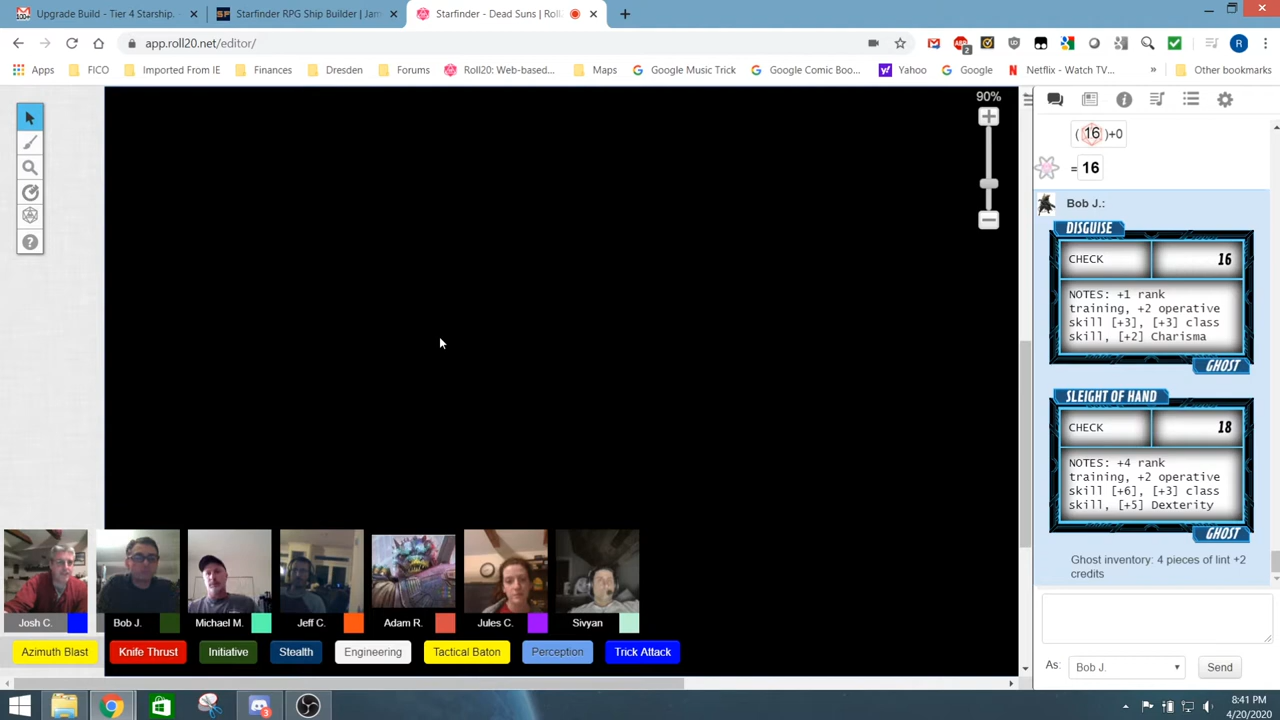 100+
Upgrade Build - Tier 4 Starship.
SF
Starfinder RPG Ship Builder | Jam
Starfinder - Dead Suns | Roll
app.roll20.net/editor/
2
R
Apps
FICO
Imported From IE
Finances
Dresden
Forums
Roll20: Web-based...
Maps
Google Music Trick
Google Comic Boo...
Yahoo
Google
Netflix - Watch TV...
»
Other bookmarks
90%
(16)+0
=16
Bob J.:
DISGUISE
CHECK
16
NOTES: +1 rank
training, +2 operative
skill [+3], [+3] class
skill, [+2] Charisma
GHOST
SLEIGHT OF HAND
CHECK
18
NOTES: +4 rank
training, +2 operative
skill [+6], [+3] class
skill, [+5] Dexterity
GHOST
Ghost inventory: 4 pieces of lint +2
credits
Josh C.
Bob J.
Michael M.
Jeff C.
Adam R.
Jules C.
Sivyan
Azimuth Blast
Knife Thrust
Initiative
Stealth
Engineering
Tactical Baton
Perception
Trick Attack
As:
Bob J.
Send
3
8:41 PM
4/20/2020